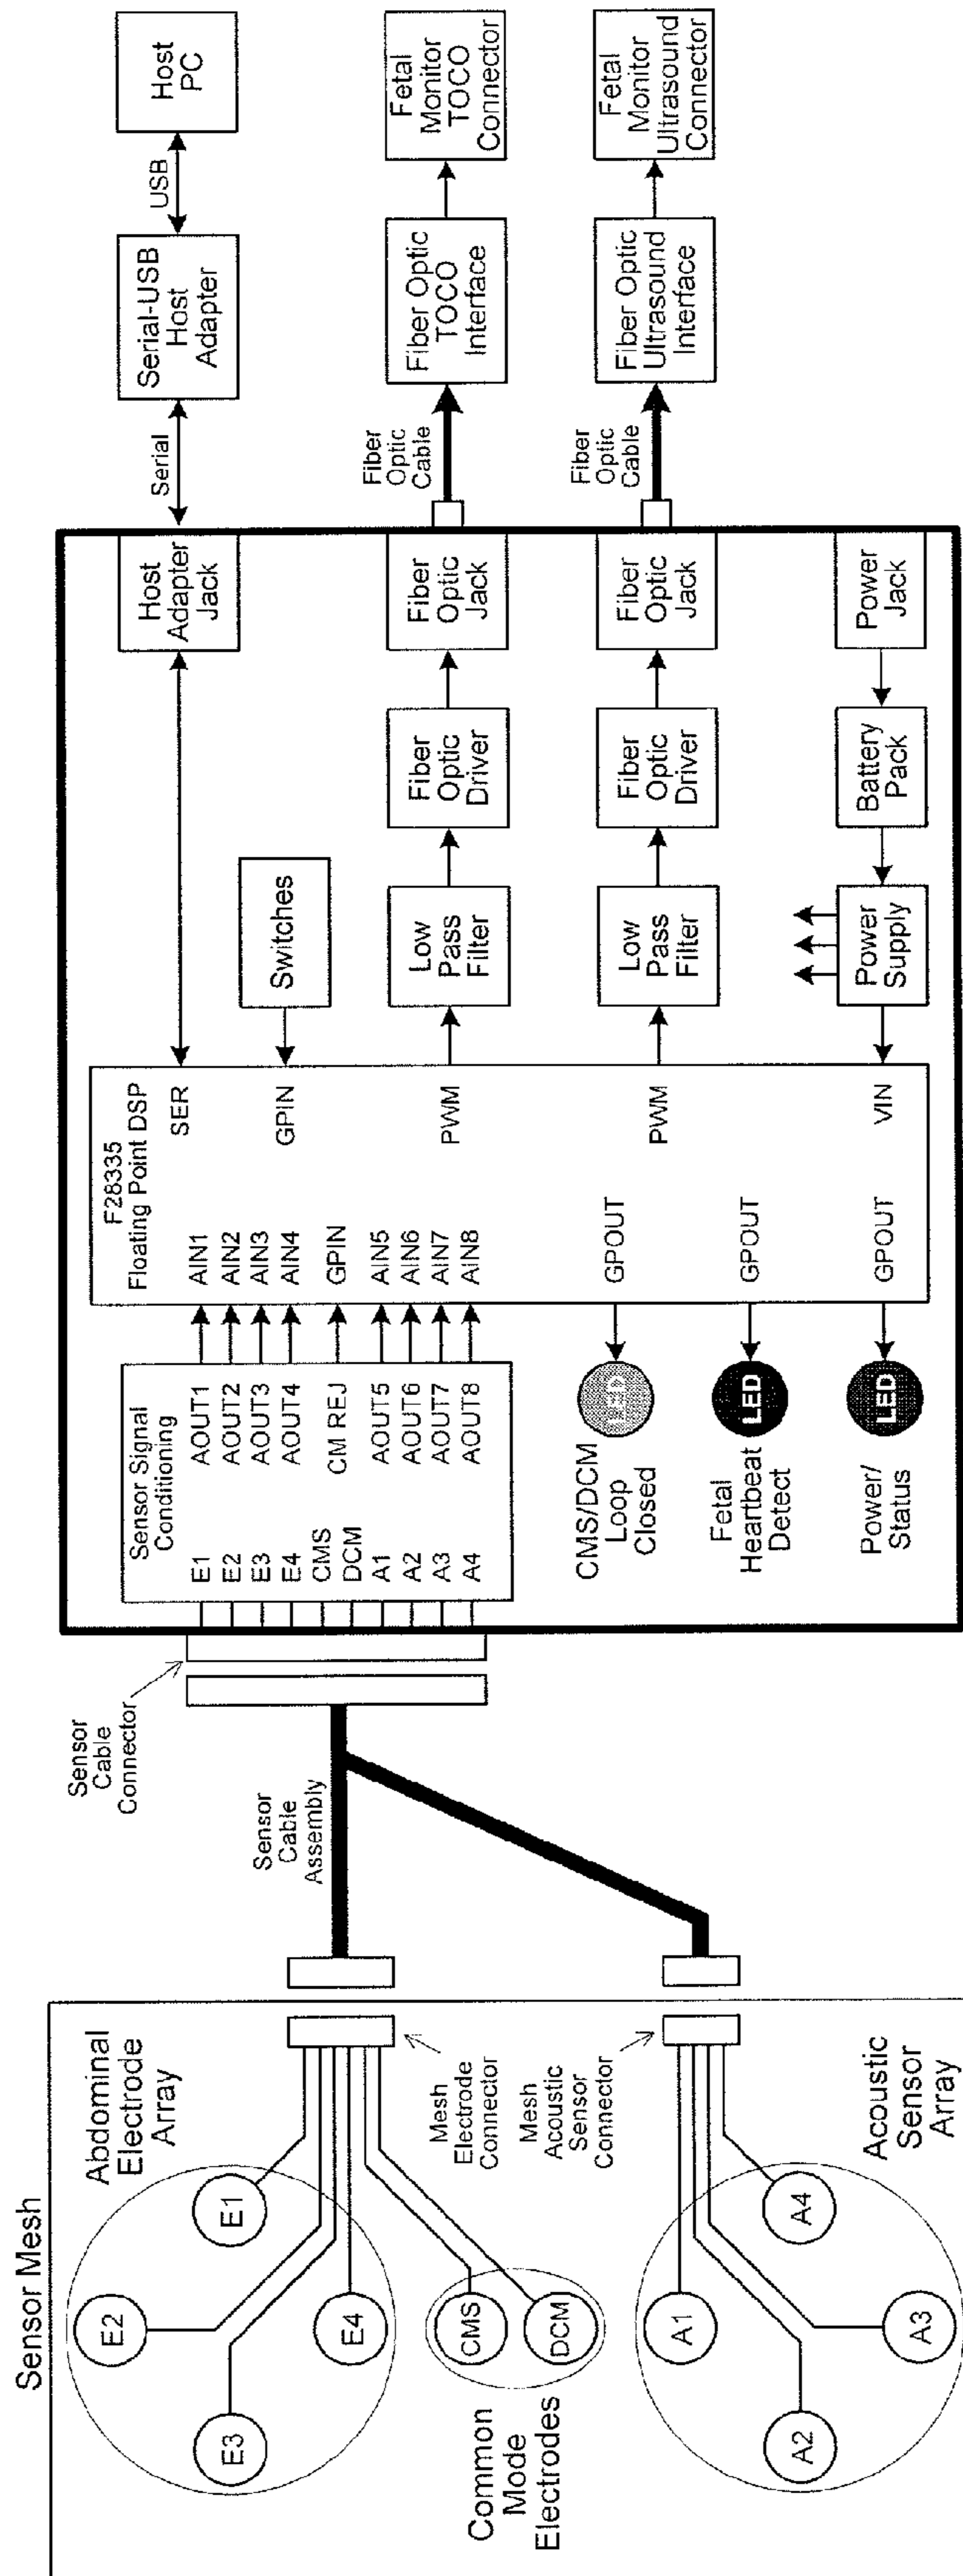 Sensor Mesh
Abdominal
Electrode
Array
E1
E2
E3
E4
CMS
DCM
Common
Mode
Electrodes
A1
A2
A3
A4
Acoustic
Sensor
Array
Mesh
Electrode
Connector
Mesh
Acoustic
Sensor
Connector
Sensor
Cable
Assembly
Sensor
Cable
Connector
Sensor Signal
Conditioning
E1
E2
E3
E4
CMS
DCM
A1
A2
A3
A4
AOUT1
AOUT2
AOUT3
AOUT4
CM REJ
AOUT5
AOUT6
AOUT7
AOUT8
CMS/DCM
Loop
Closed
LED
Fetal
Heartbeat
Detect
LED
Power/
Status
LED
F28335
Floating Point DSP
AIN1
AIN2
AIN3
AIN4
GPIN
AIN5
AIN6
AIN7
AIN8
GPOUT
GPOUT
GPOUT
SER
GPIN
PWM
PWM
VIN
Switches
Low
Pass
Filter
Low
Pass
Filter
Power
Supply
Fiber
Optic
Driver
Fiber
Optic
Driver
Battery
Pack
Host
Adapter
Jack
Fiber
Optic
Jack
Fiber
Optic
Jack
Power
Jack
Serial
Fiber
Optic
Cable
Fiber
Optic
Cable
Serial-USB
Host
Adapter
Fiber Optic
TOCO
Interface
Fiber Optic
Ultrasound
Interface
USB
Host
PC
Fetal
Monitor
TOCO
Connector
Fetal
Monitor
Ultrasound
Connector